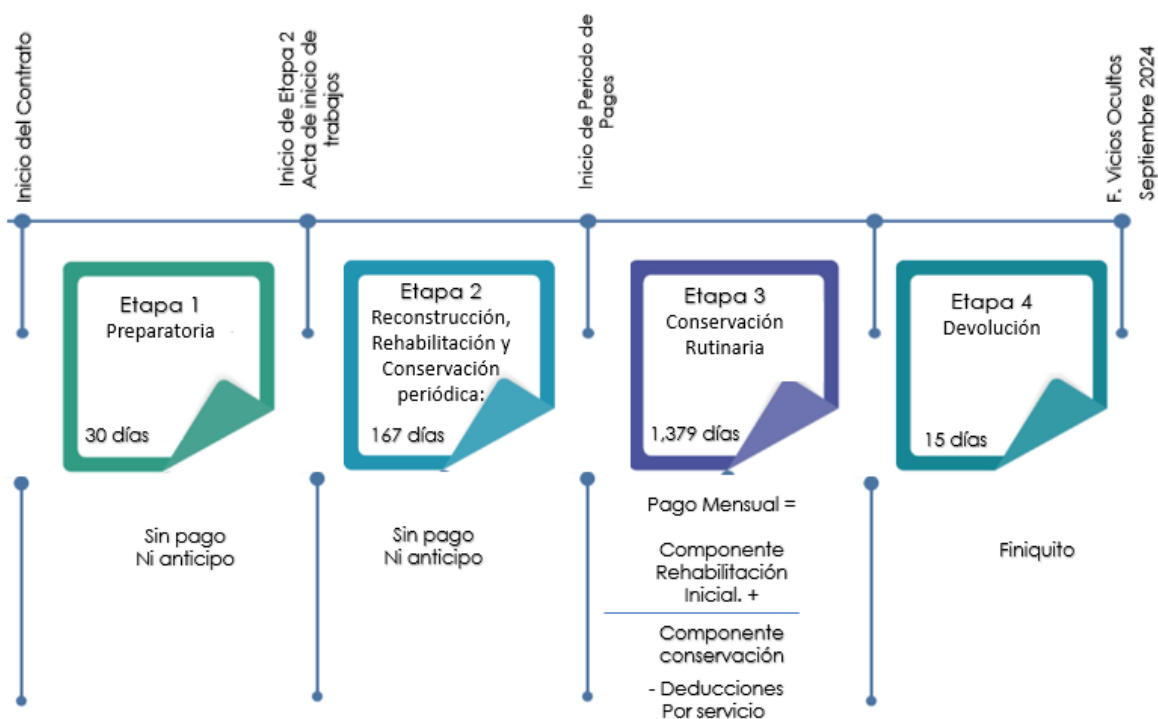 Inicio del Contrato
Inicio de Etapa 2
Acta de inicio de
trabajos
Inicio de Periodo de
Pagos
F. Vicios Ocultos
Septiembre 2024
Etapa 1
Preparatoria
30 días
Etapa 2
Reconstrucción,
Rehabilitación y
Conservación
periódica:
167 días
Etapa 3
Conservación
Rutinaria
1,379 días
Etapa 4
Devolución
15 días
Sin pago
Ni anticipo
Sin pago
Ni anticipo
Pago Mensual =
Componente
Rehabilitación
Inicial. +
Componente
conservación
- Deducciones
Por servicio
Finiquito